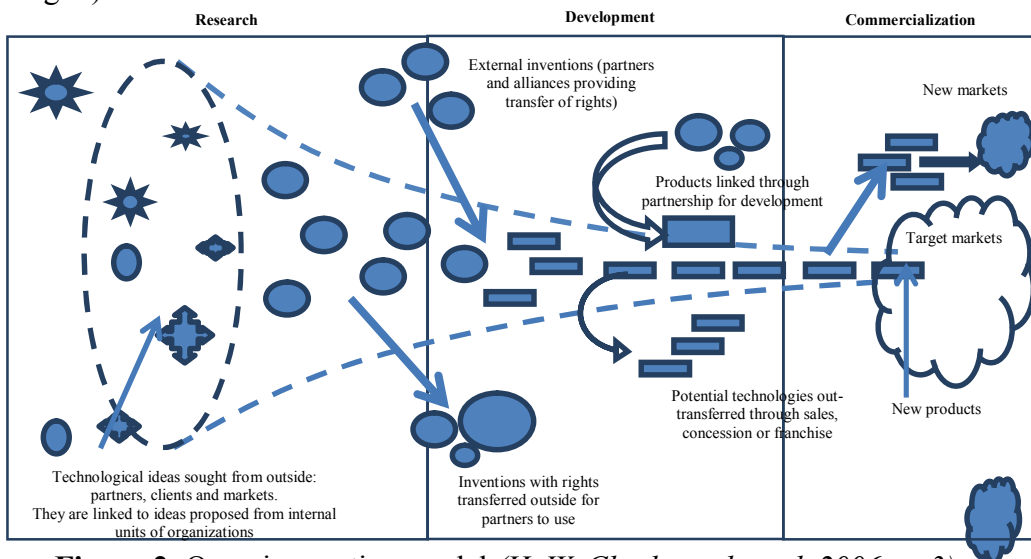 Research
Development
Commercialization
External inventions (partners
and alliances providing
transfer of rights)
New markets
Products linked through
partnership for development
Target markets
Potential technologies out-
transferred through sales,
concession or franchise
New products
Technological ideas sought from outside:
partners, clients and markets.
They are linked to ideas proposed from internal
units of organizations
Inventions with rights
transferred outside for
partners to use